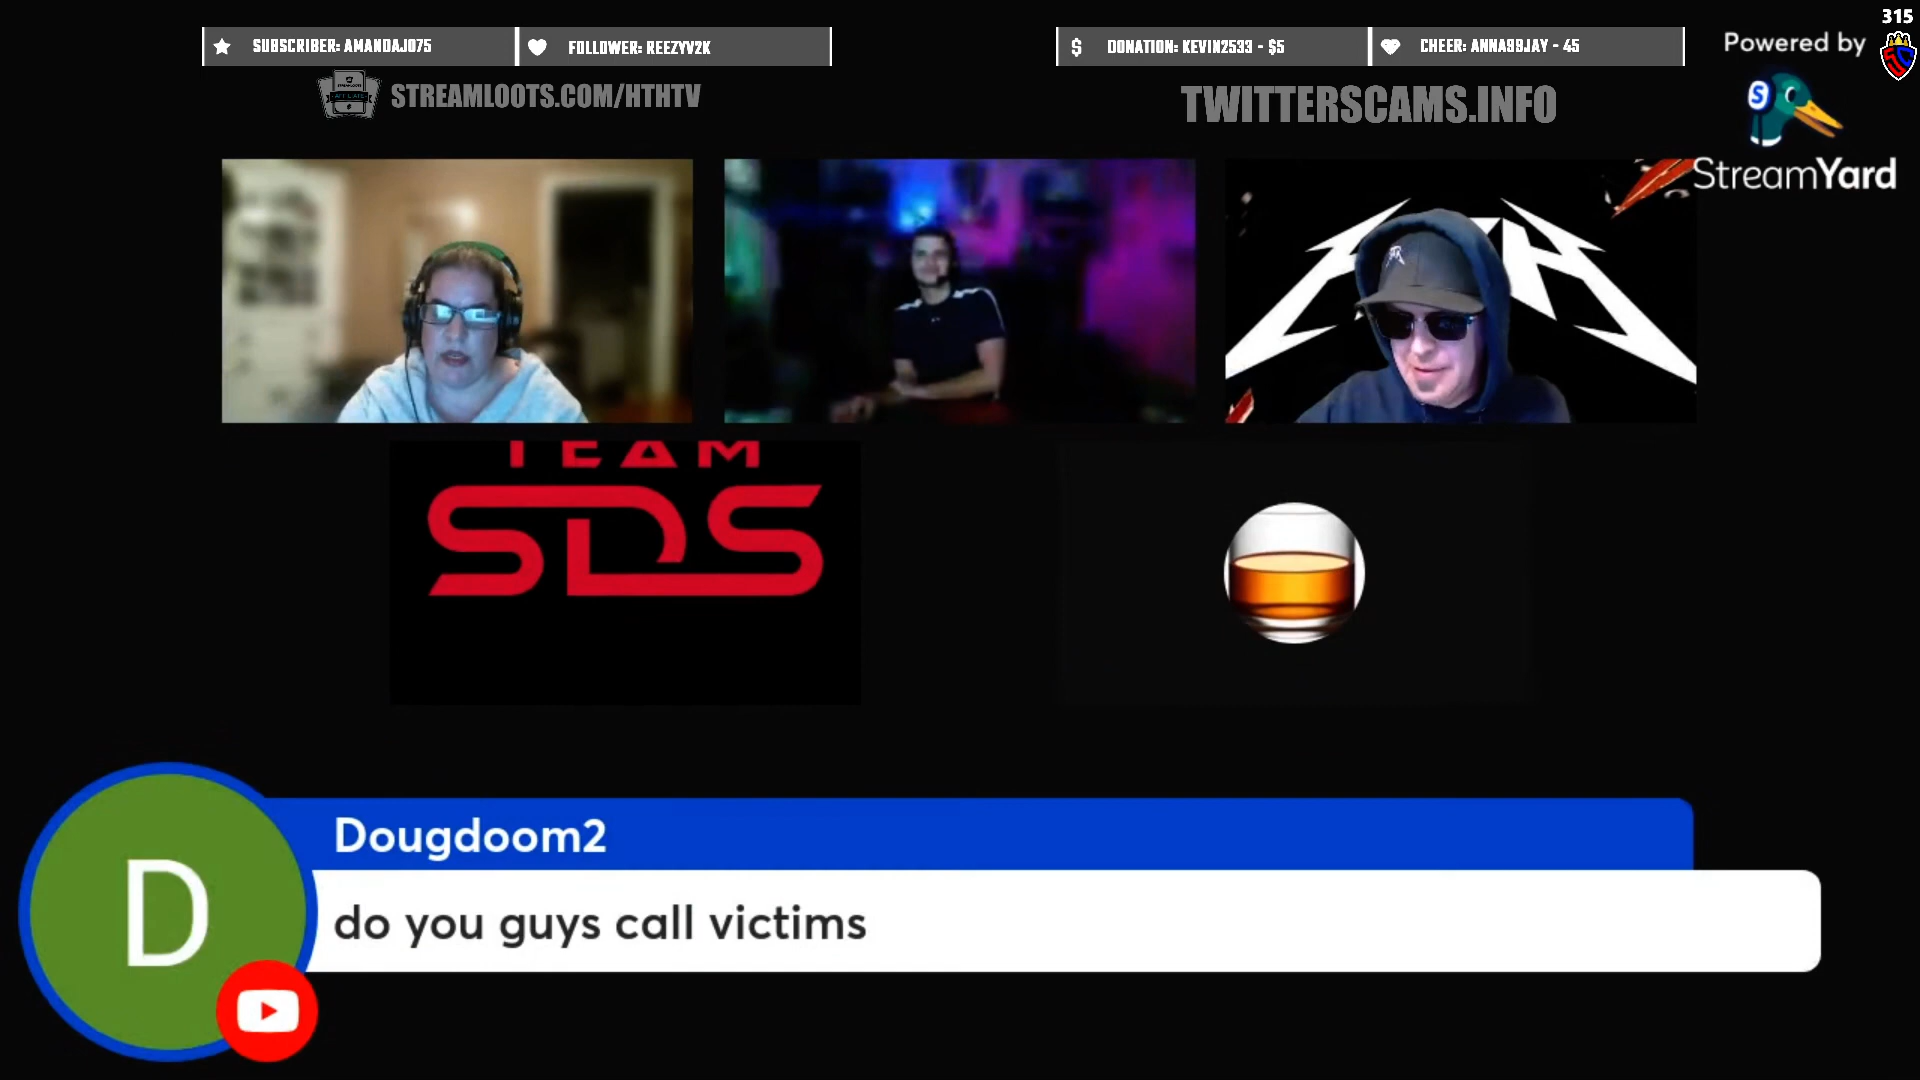 315
SUBSCRIBER: AMANDAJO75
FOLLOWER: REEZYV2K
DONATION: KEVIN2533 - $5
CHEER: ANNA99JAY - 45
Powered by
STREAMLOOTS.COM/HTHTV
TWITTERSCAMS.INFO
StreamYard
TEAM
SDS
Dougdoom2
D
do you guys call victims